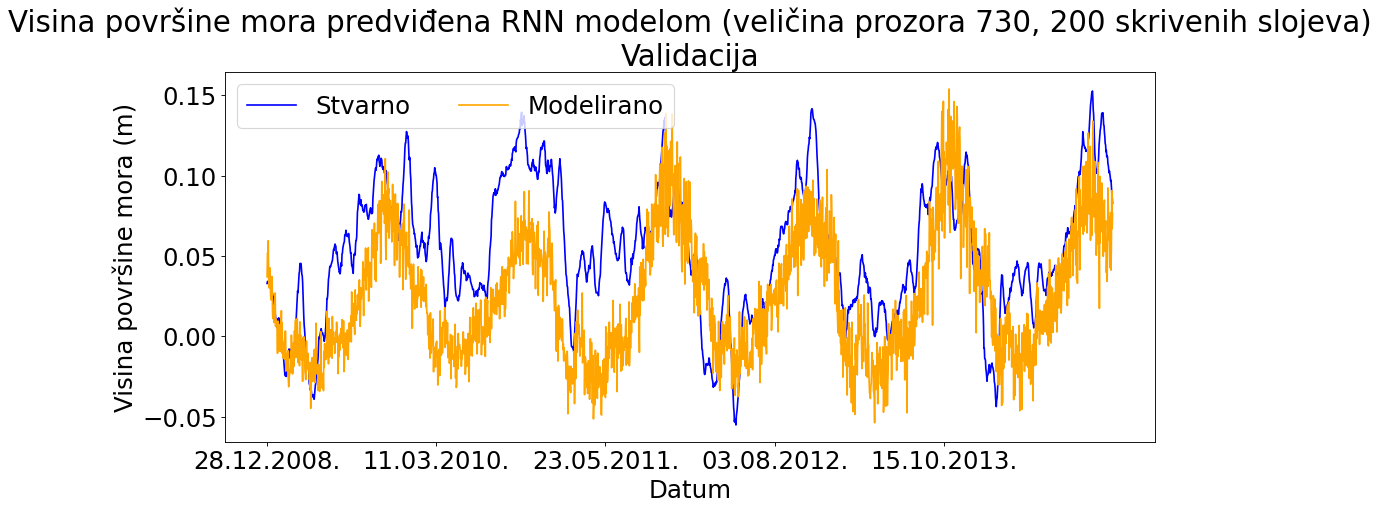 Visina površine mora predviđena RNN modelom (veličina prozora 730, 200 skrivenih slojeva)
Validacija
Stvarno Modelirano
Visina površine mora (m)
0.15
0.10
0.05
0.00
−0.05
28.12.2008. 11.03.2010. 23.05.2011. 03.08.2012. 15.10.2013.
Datum